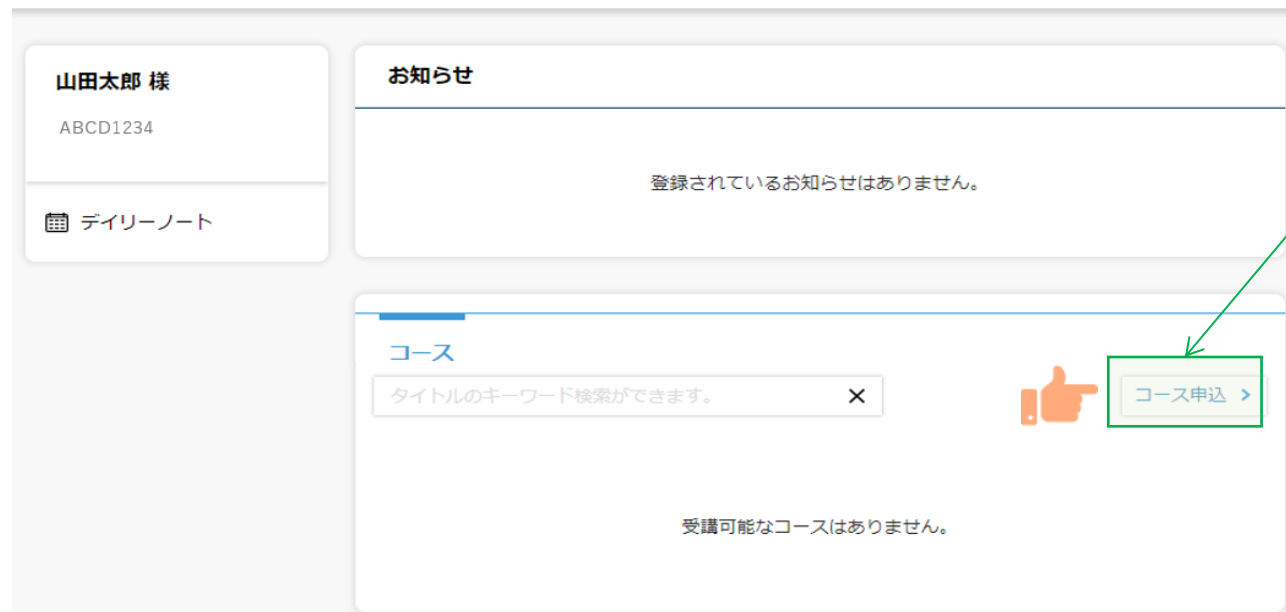 山田太郎 様
ABCD1234
デイリーノート
お知らせ
登録されているお知らせはありません。
コース
タイトルのキーワード検索ができます。
コース申込
受講可能なコースはありません。